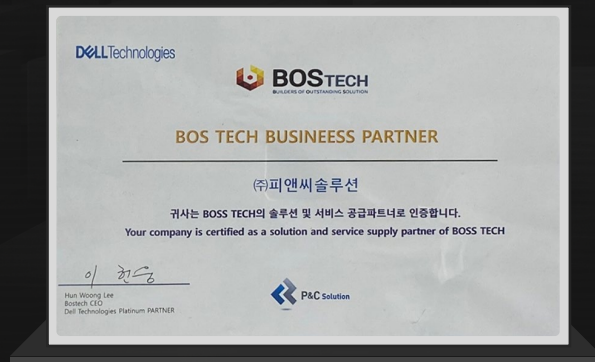 DELLTechnologies
BOSTECH
BUILDERS OF OUTSTANDING SOLUTION
BOS TECH BUSINEESS PARTNER
㈜피앤씨솔루션
귀사는 BOSS TECH의 솔루션 및 서비스 공급파트너로 인증합니다.
Your company is certified as a solution and service supply partner of BOSS TECH
이 헌웅
Hun Woong Lee
Bostech CEO
Dell Technologies Platinum PARTNER
P&C Solution